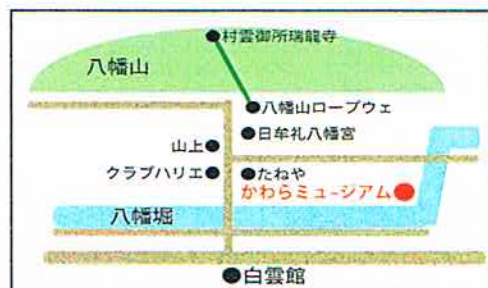 村雲御所瑞龍寺
八幡山
八幡山ロープウェ
日牟礼八幡宮
山上
クラブハリエ
たねや
かわらミュージアム
八幡堀
白雲館